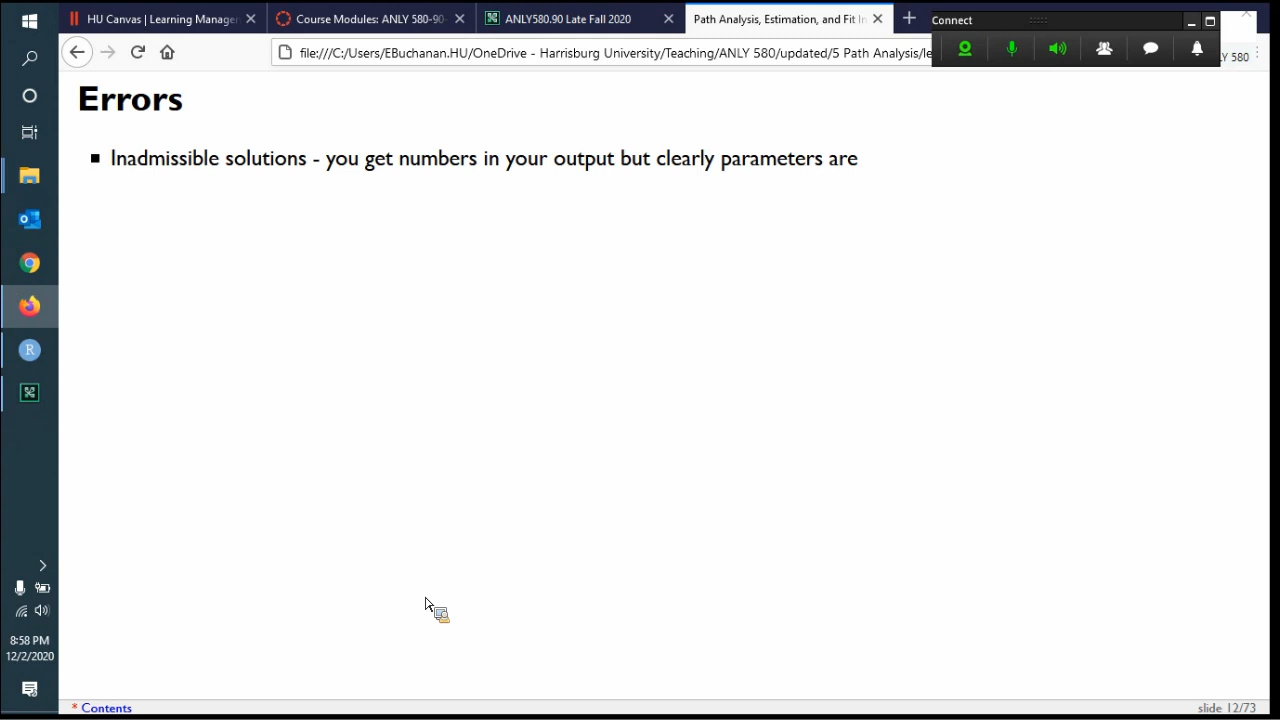 HU Canvas | Learning Manage
Course Modules: ANLY 580-90-
ANLY580.90 Late Fall 2020
Path Analysis, Estimation, and Fit In
Connect
file:///C:/Users/EBuchanan.HU/OneDrive - Harrisburg University/Teaching/ANLY 580/updated/5 Path Analysis/le
LY 580
Errors
Inadmissible solutions - you get numbers in your output but clearly parameters are
R
8:58 PM
12/2/2020
* Contents
slide 12/73